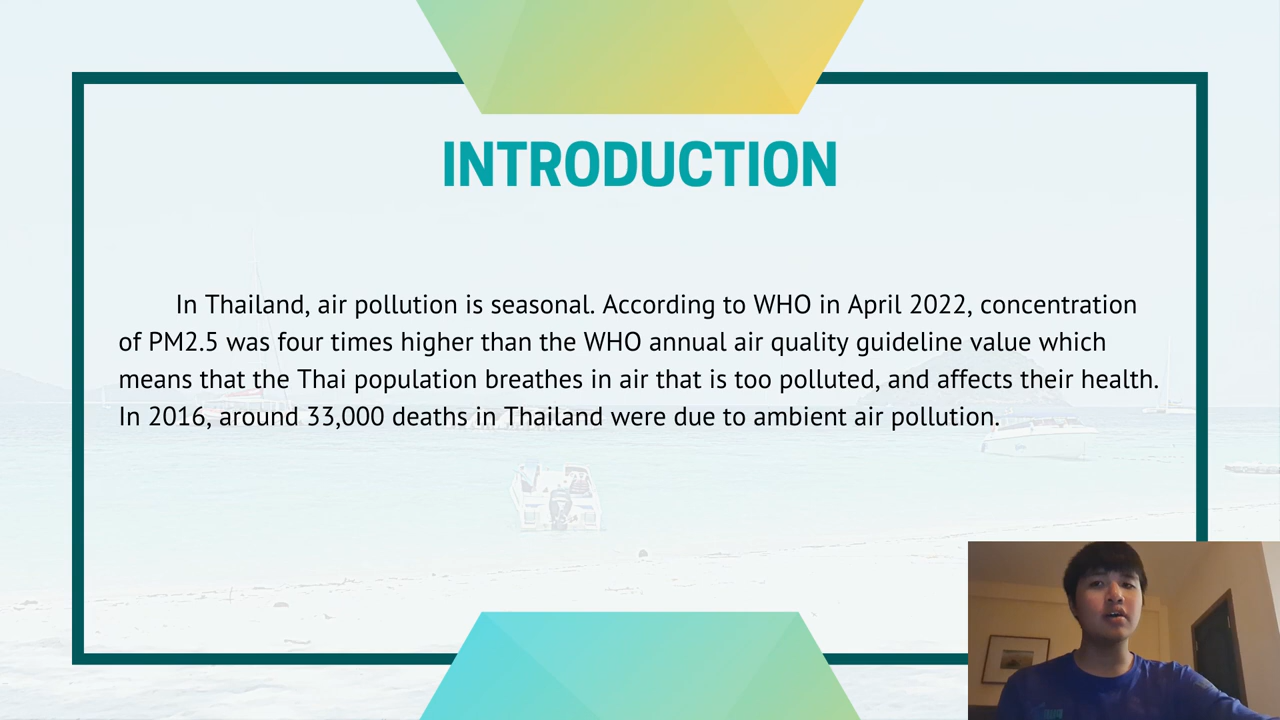 INTRODUCTION
In Thailand, air pollution is seasonal. According to WHO in April 2022, concentration
of PM2.5 was four times higher than the WHO annual air quality guideline value which
means that the Thai population breathes in air that is too polluted, and affects their health.
In 2016, around 33,000 deaths in Thailand were due to ambient air pollution.